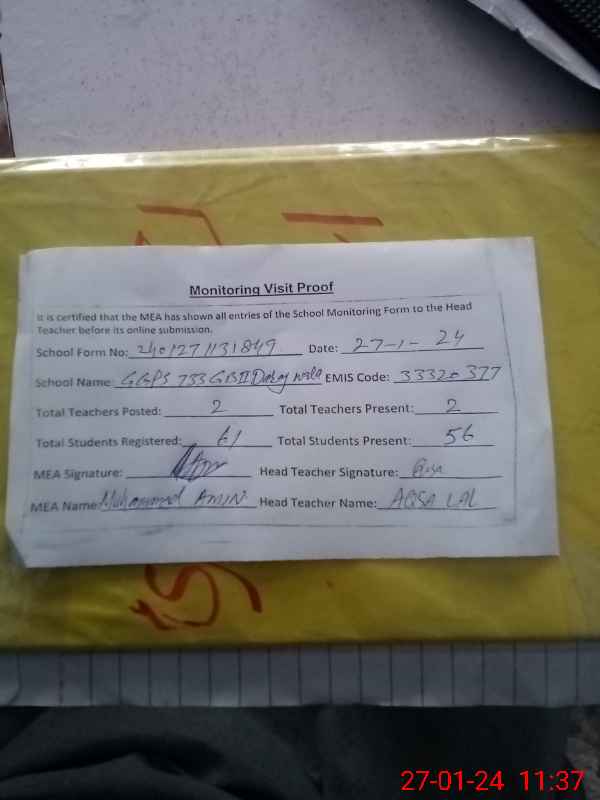 Monitoring Visit Proof
It is certified that the MEA has shown all entries of the School Monitoring Form to the Head
Teacher before its online submission.
School Form No: 2401271131849 Date: 27-1-24
School Name: GGPS 733 GB II EMIS Code: 33320377
Total Teachers Posted: 2 Total Teachers Present: 2
Total Students Registered: 61 Total Students Present: 56
MEA Signature: Head Teacher Signature: Aqsa
MEA Name: Muhammad AMIN Head Teacher Name: AQSA LAL
27-01-24 11:37